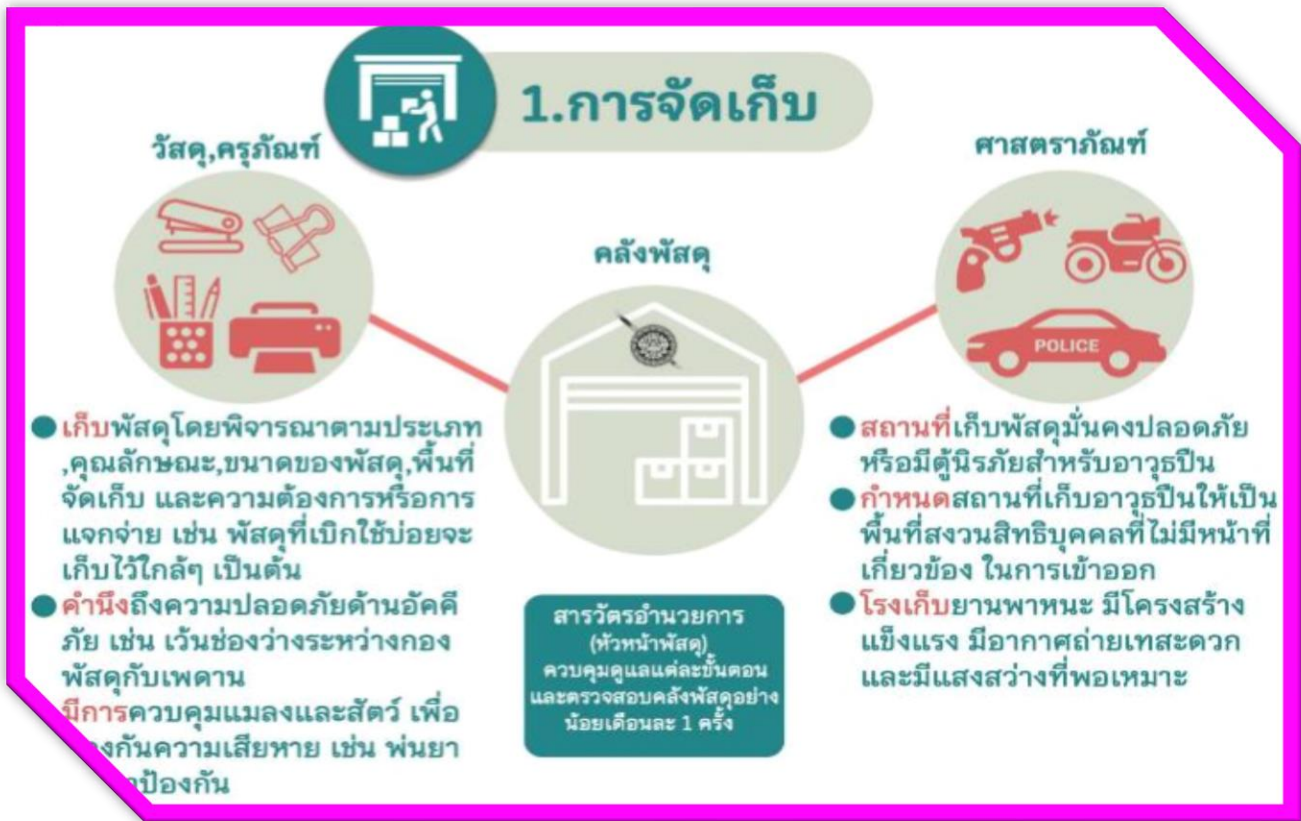 1.การจัดเก็บ
วัสดุ,ครุภัณฑ์
เก็บพัสดุโดยพิจารณาตามประเภท
,คุณลักษณะ,ขนาดของพัสดุ,พื้นที่
จัดเก็บ และความต้องการหรือการ
แจกจ่าย เช่น พัสดุที่เบิกใช้บ่อยจะ
เก็บไว้ใกล้ๆ เป็นต้น
คำนึงถึงความปลอดภัยด้านอัคคี
ภัย เช่น เว้นช่องว่างระหว่างกอง
พัสดุกับเพดาน
มีการควบคุมแมลงและสัตว์ เพื่อ
งกันความเสียหาย เช่น พ่นยา
ป้องกัน
คลังพัสดุ
สารวัตรอำนวยการ
(หัวหน้าพัสดุ)
ควบคุมดูแลแต่ละขั้นตอน
และตรวจสอบคลังพัสดุอย่าง
น้อยเดือนละ 1 ครั้ง
ศาสตราภัณฑ์
POLICE
สถานที่เก็บพัสดุมั่นคงปลอดภัย
หรือมีตู้นิรภัยสำหรับอาวุธปืน
กำหนดสถานที่เก็บอาวุธปืนให้เป็น
พื้นที่สงวนสิทธิบุคคลที่ไม่มีหน้าที่
เกี่ยวข้อง ในการเข้าออก
โรงเก็บยานพาหนะ มีโครงสร้าง
แข็งแรง มีอากาศถ่ายเทสะดวก
และมีแสงสว่างที่พอเหมาะ